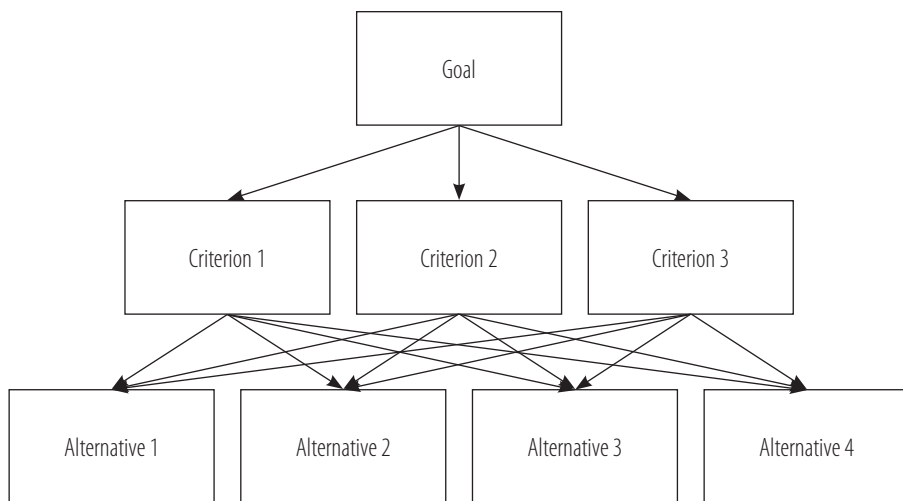 Goal
Criterion 1
Criterion 2
Criterion 3
Alternative 1
Alternative 2
Alternative 3
Alternative 4